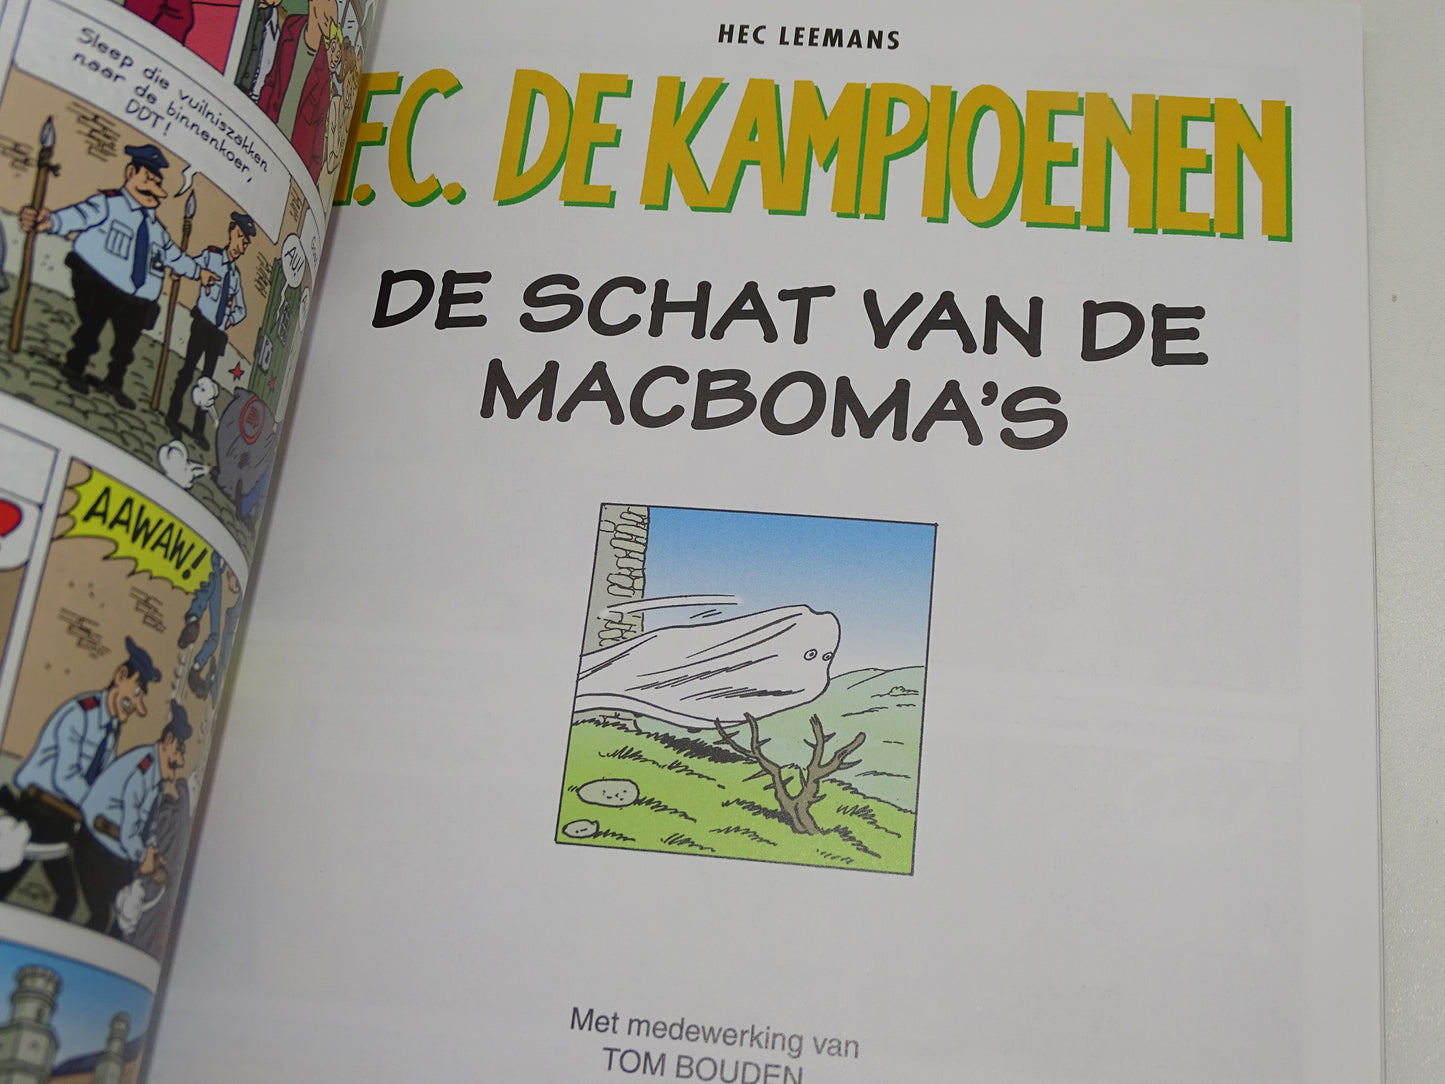 Sleep die vuilniszakken
naar de binnenkoer,
DDT!
AU!
AAWAW!
HEC LEEMANS
F.C. DE KAMPIOENEN
DE SCHAT VAN DE
MACBOMA'S
Met medewerking van
TOM BOUDEN